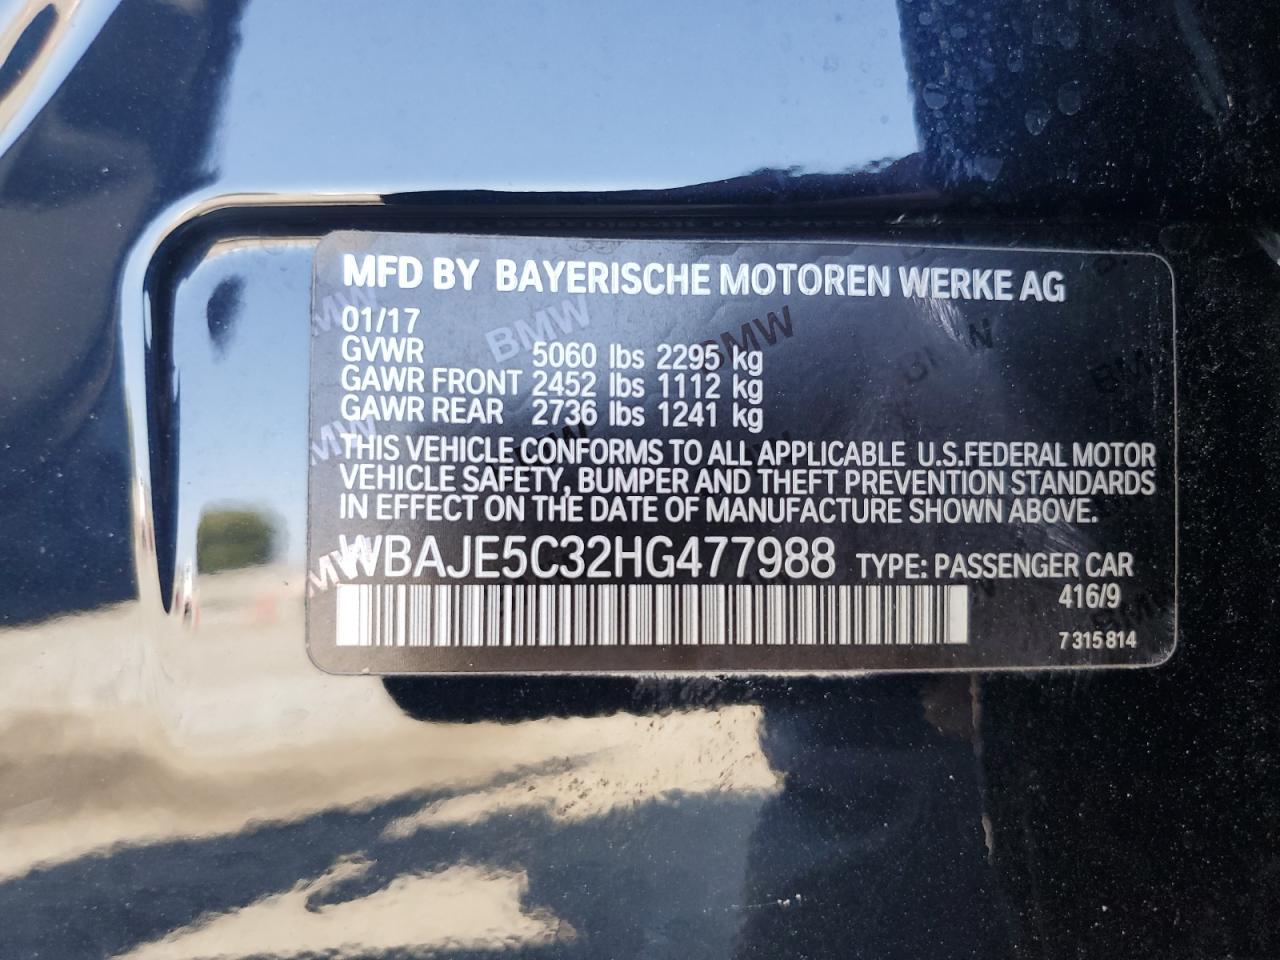 MFD BY BAYERISCHE MOTOREN WERKE AG
01/17
GVWR 5060 lbs 2295 kg
GAWR FRONT 2452 lbs 1112 kg
GAWR REAR 2736 lbs 1241 kg
THIS VEHICLE CONFORMS TO ALL APPLICABLE U.S.FEDERAL MOTOR
VEHICLE SAFETY, BUMPER AND THEFT PREVENTION STANDARDS
IN EFFECT ON THE DATE OF MANUFACTURE SHOWN ABOVE.
WBAJE5C32HG477988 TYPE: PASSENGER CAR
416/9
7 315 814